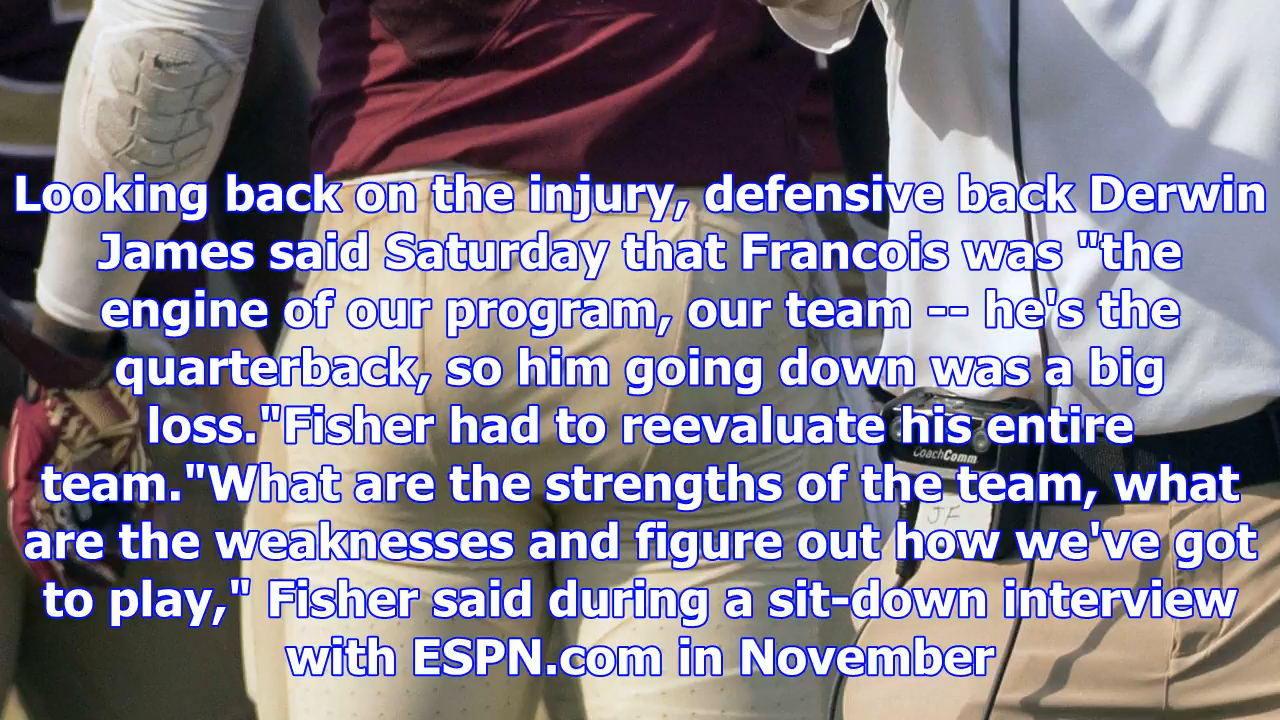 Looking back on the injury, defensive back Derwin
James said Saturday that Francois was "the
engine of our program, our team -- he's the
quarterback, so him going down was a big
loss."Fisher had to reevaluate his entire
CoachComm
team."What are the strengths of the team, what
JF
are the weaknesses and figure out how we've got
to play," Fisher said during a sit-down interview
with ESPN.com in November